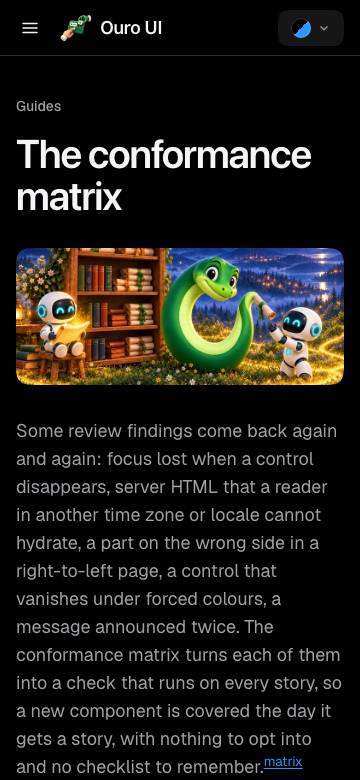 Ouro UI
Guides
The conformance
matrix
Some review findings come back again
and again: focus lost when a control
disappears, server HTML that a reader
in another time zone or locale cannot
hydrate, a part on the wrong side in a
right-to-left page, a control that
vanishes under forced colours, a
message announced twice. The
conformance matrix turns each of them
into a check that runs on every story, so
a new component is covered the day it
gets a story, with nothing to opt into
and no checklist to remember. matrix